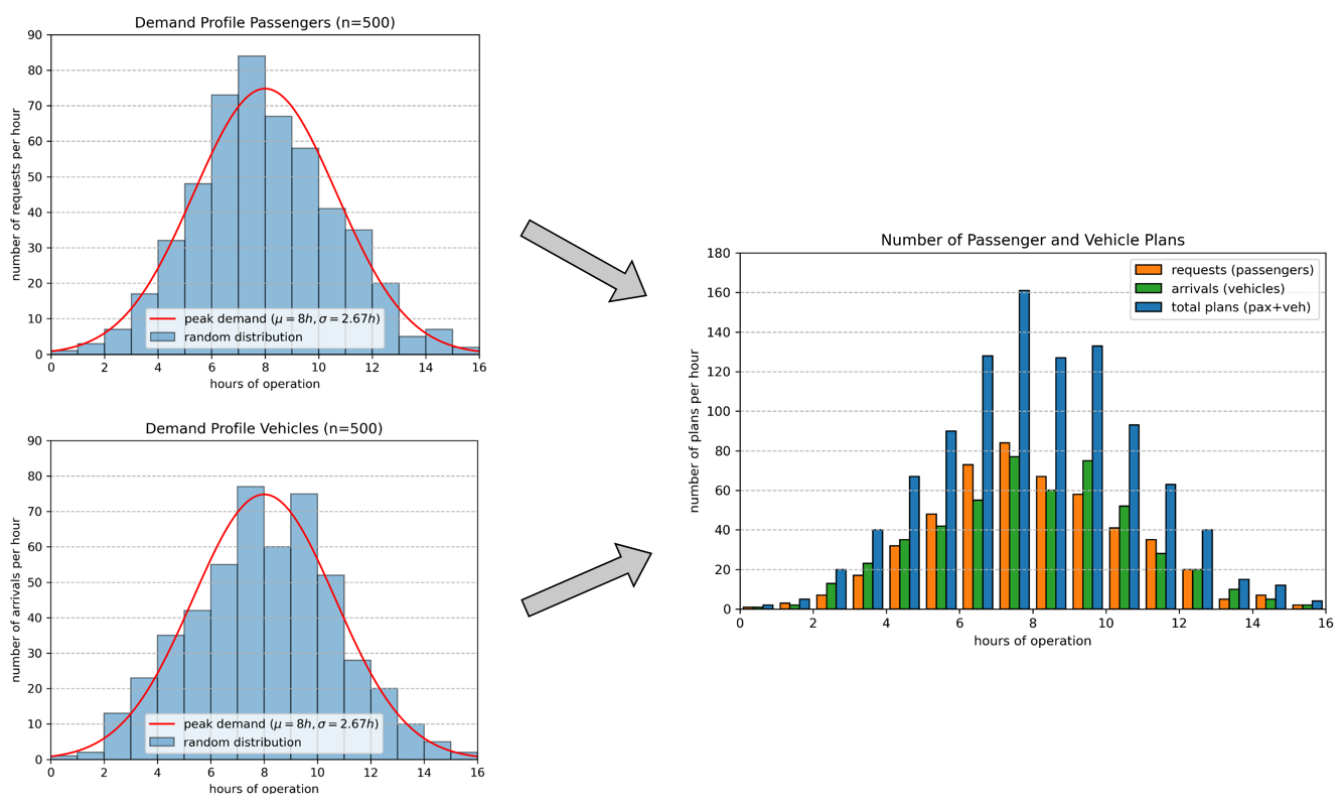 Demand Profile Passengers (n=500)
number of requests per hour
90
80
70
60
50
40
30
20
10
0
peak demand (μ = 8h, σ = 2.67h)
random distribution
0 2 4 6 8 10 12 14 16
hours of operation
Demand Profile Vehicles (n=500)
number of arrivals per hour
90
80
70
60
50
40
30
20
10
0
peak demand (μ = 8h, σ = 2.67h)
random distribution
0 2 4 6 8 10 12 14 16
hours of operation
Number of Passenger and Vehicle Plans
number of plans per hour
180
160
140
120
100
80
60
40
20
0
requests (passengers)
arrivals (vehicles)
total plans (pax+veh)
0 2 4 6 8 10 12 14 16
hours of operation